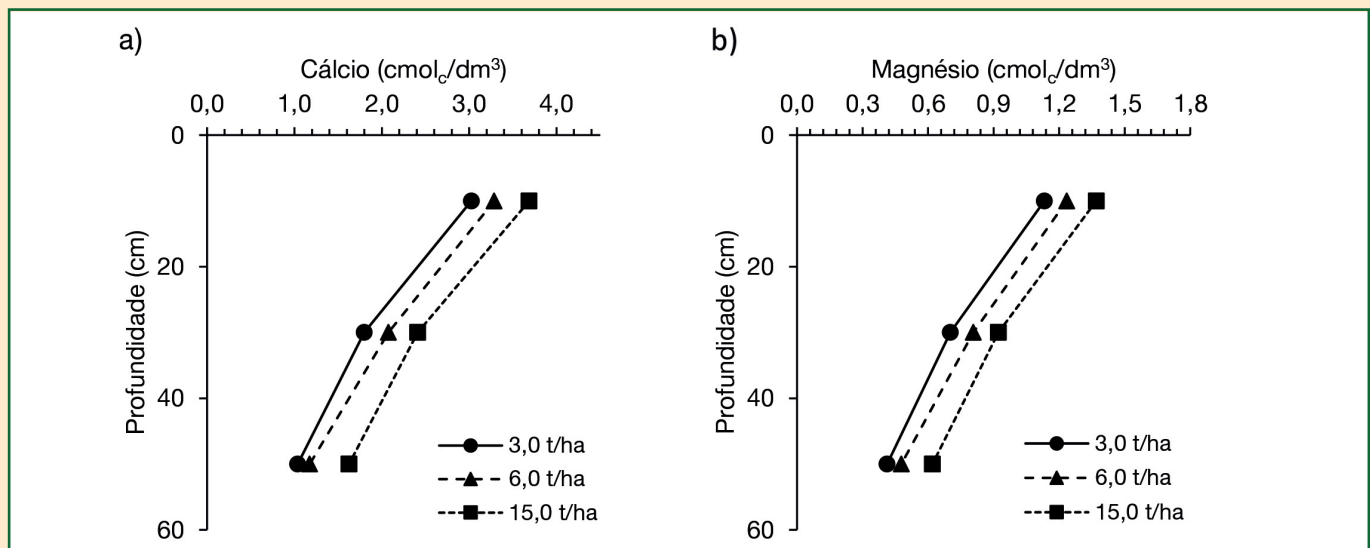 a)
Cálcio (cmolc/dm³)
0,0 1,0 2,0 3,0 4,0
0
20
40
60
Profundidade (cm)
3,0 t/ha
6,0 t/ha
15,0 t/ha
b)
Magnésio (cmolc/dm³)
0,0 0,3 0,6 0,9 1,2 1,5 1,8
0
20
40
60
Profundidade (cm)
3,0 t/ha
6,0 t/ha
15,0 t/ha